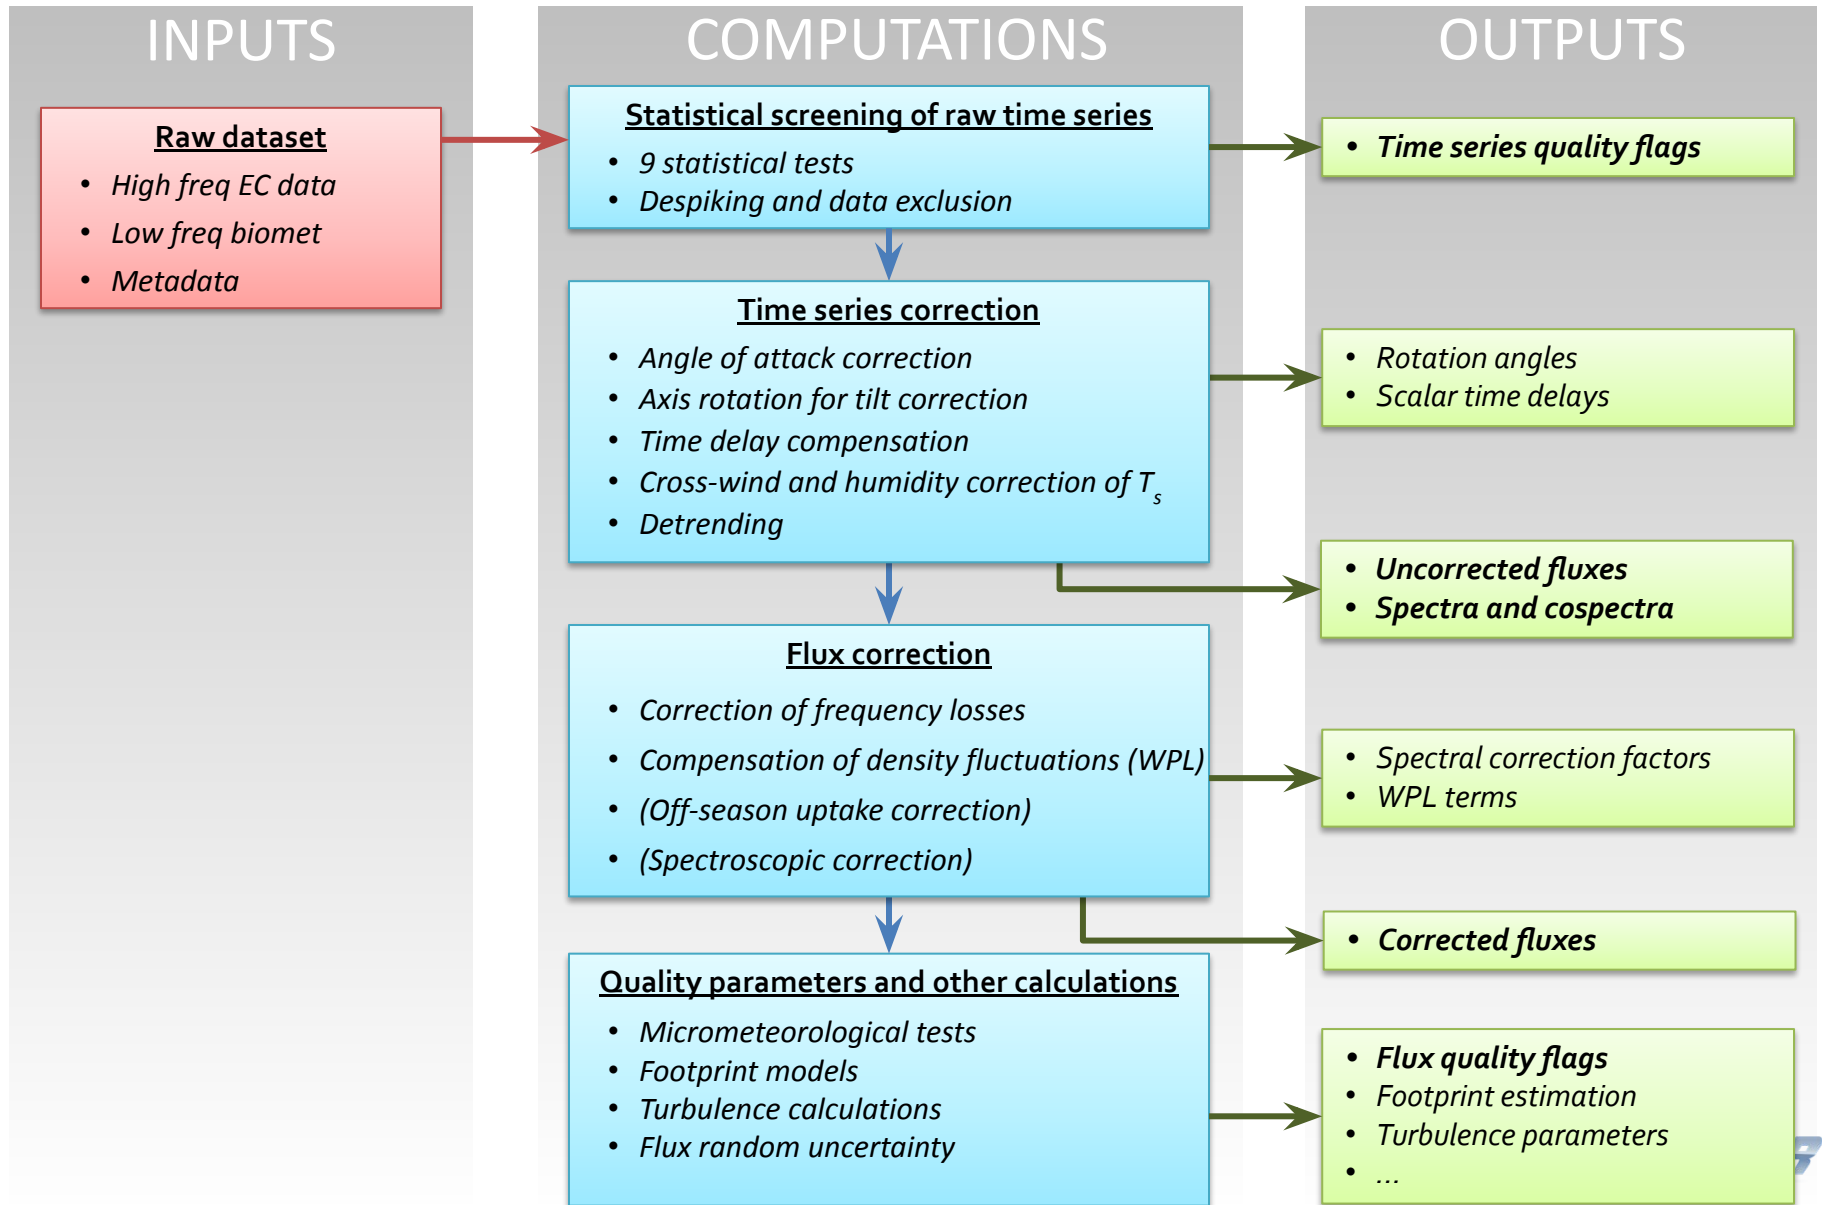 INPUTS
Raw dataset
• High freq EC data
• Low freq biomet
• Metadata
COMPUTATIONS
Statistical screening of raw time series
• 9 statistical tests
• Despiking and data exclusion
Time series correction
• Angle of attack correction
• Axis rotation for tilt correction
• Time delay compensation
• Cross-wind and humidity correction of Ts
• Detrending
Flux correction
• Correction of frequency losses
• Compensation of density fluctuations (WPL)
• (Off-season uptake correction)
• (Spectroscopic correction)
Quality parameters and other calculations
• Micrometeorological tests
• Footprint models
• Turbulence calculations
• Flux random uncertainty
OUTPUTS
• Time series quality flags
• Rotation angles
• Scalar time delays
• Uncorrected fluxes
• Spectra and cospectra
• Spectral correction factors
• WPL terms
• Corrected fluxes
• Flux quality flags
• Footprint estimation
• Turbulence parameters
• ...